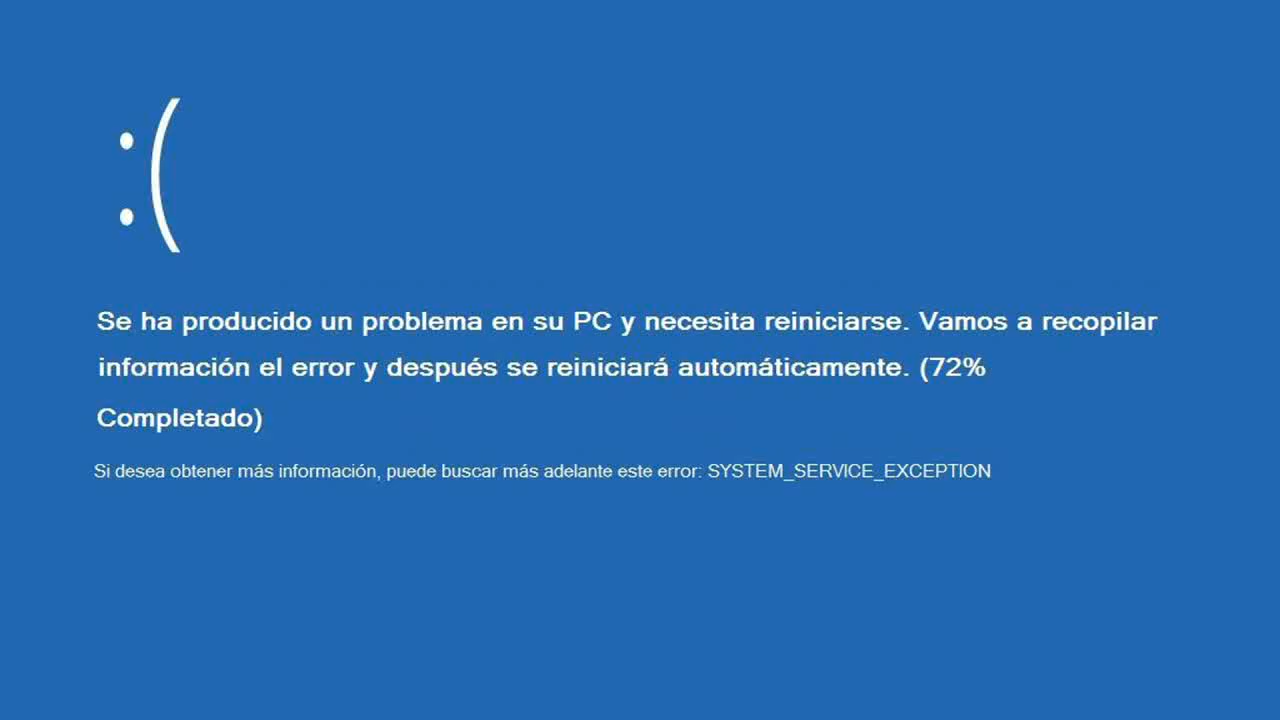 :(
Se ha producido un problema en su PC y necesita reiniciarse. Vamos a recopilar
información el error y después se reiniciará automáticamente. (72%
Completado)
Si desea obtener más información, puede buscar más adelante este error: SYSTEM_SERVICE_EXCEPTION